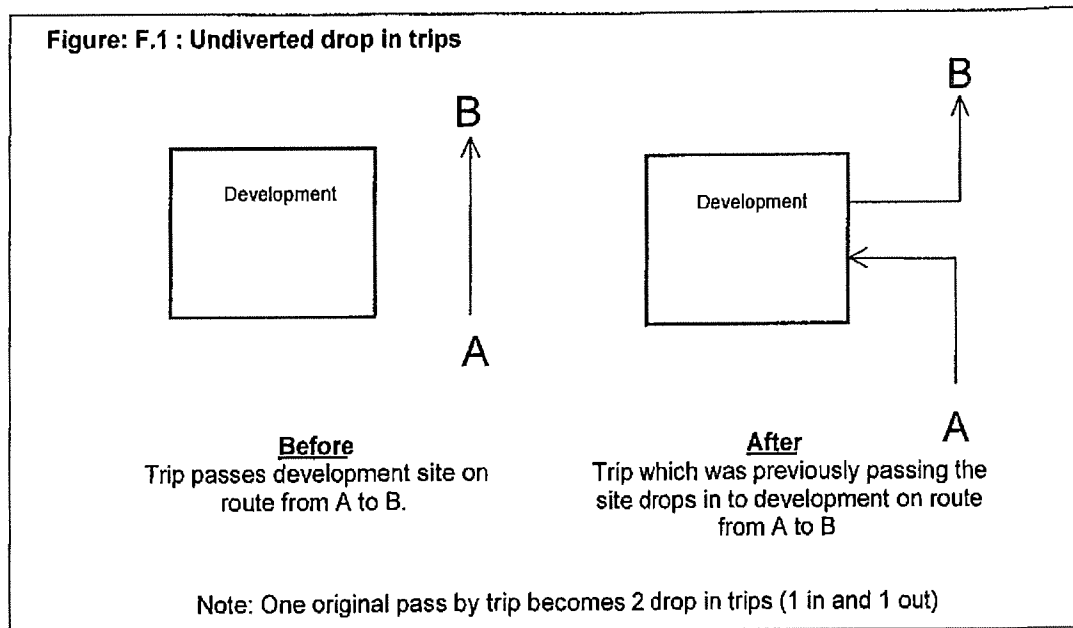 Figure: F.1 : Undiverted drop in trips
B
Development
A
Before
Trip passes development site on
route from A to B.
B
Development
A
After
Trip which was previously passing the
site drops in to development on route
from A to B
Note: One original pass by trip becomes 2 drop in trips (1 in and 1 out)